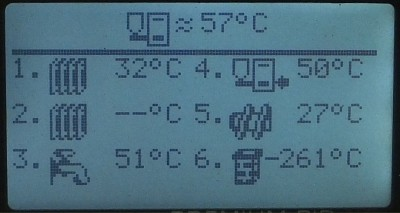 ≈ 57°C
1. 32°C 4. 50°C
2. --°C 5. 27°C
3. 51°C 6. -261°C